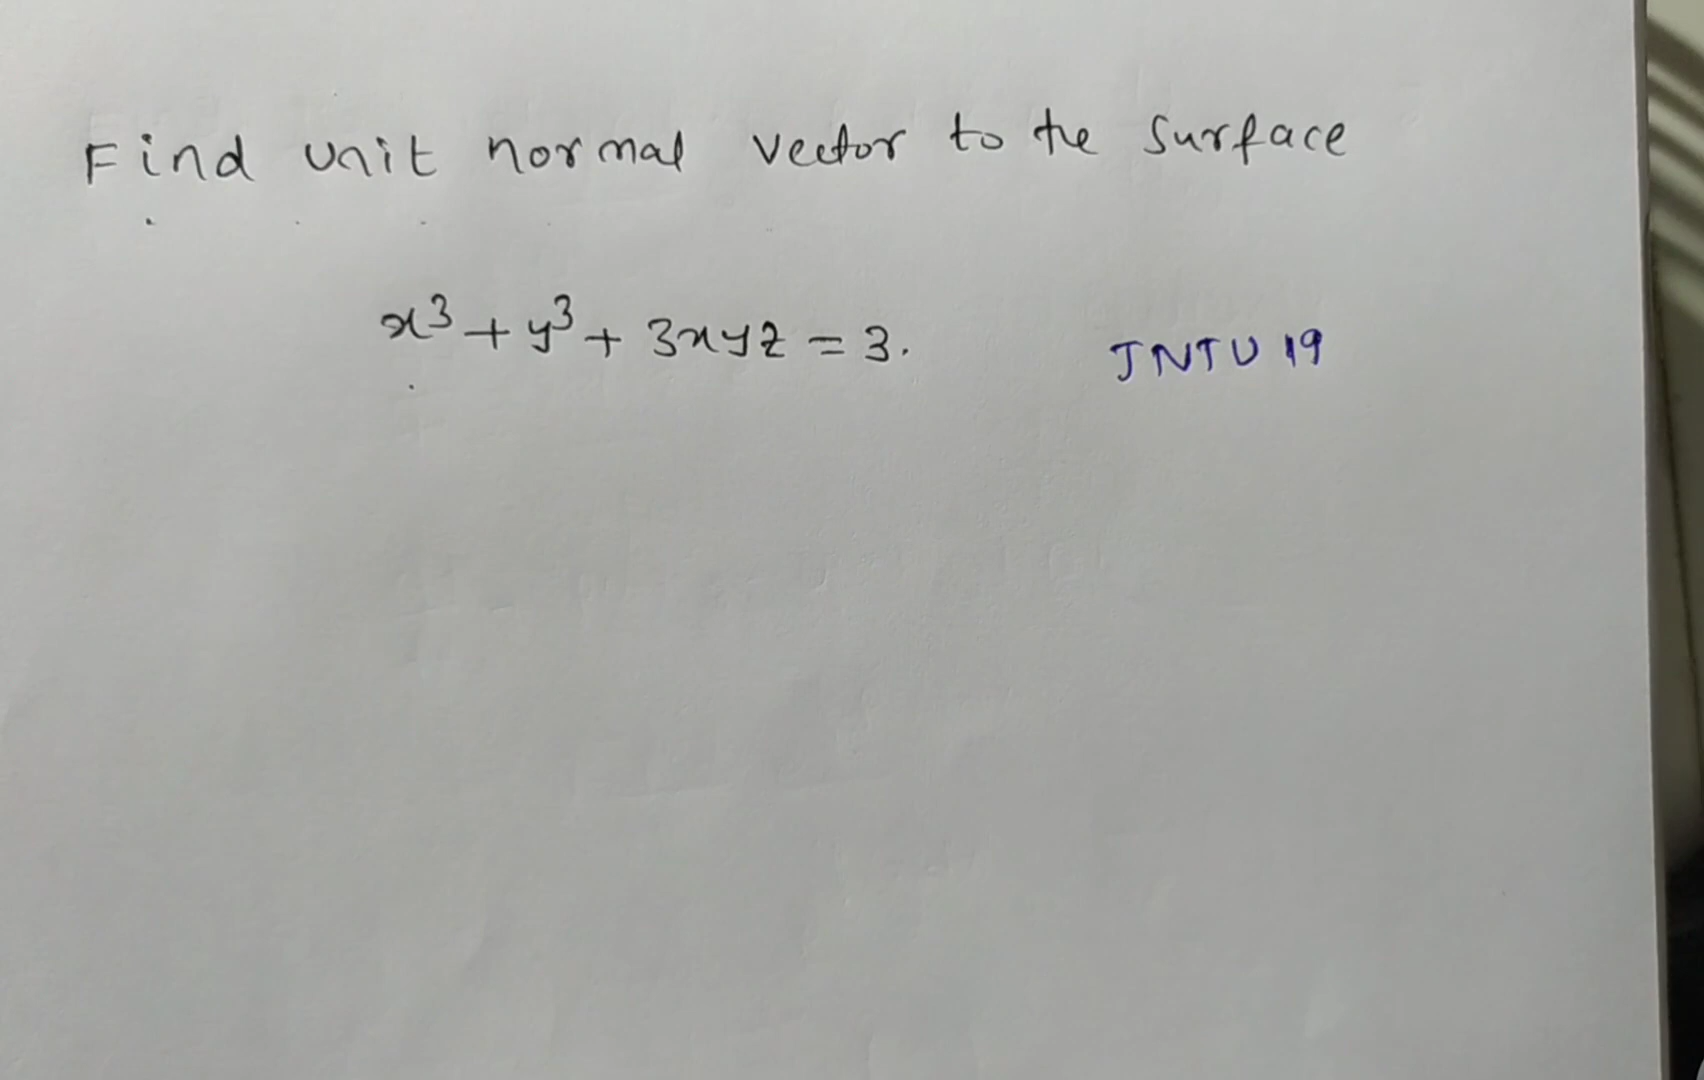 Find unit normal vector to the surface
x³ + y³ + 3xyz = 3.
JNTU 19